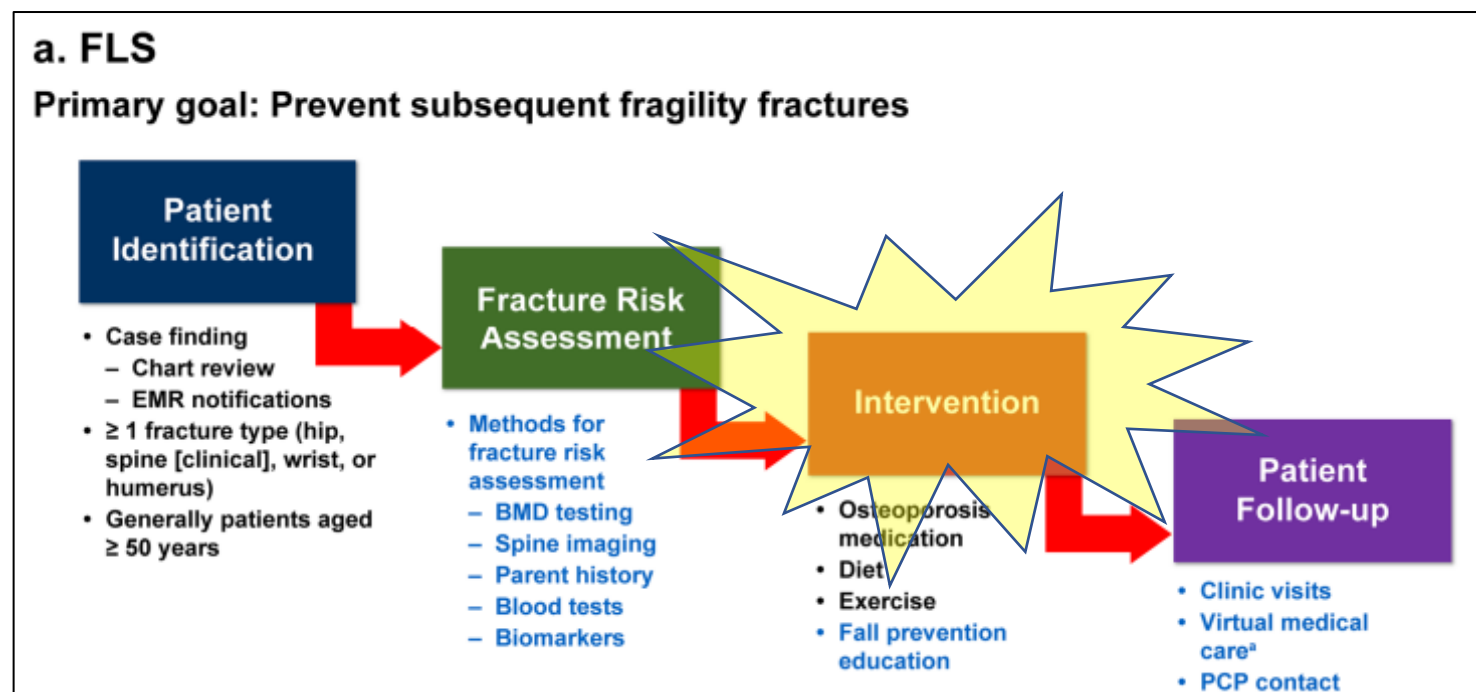 a. FLS
Primary goal: Prevent subsequent fragility fractures
Patient
Identification
• Case finding
– Chart review
– EMR notifications
• ≥ 1 fracture type (hip,
spine [clinical], wrist, or
humerus)
• Generally patients aged
≥ 50 years
Fracture Risk
Assessment
• Methods for
fracture risk
assessment
– BMD testing
– Spine imaging
– Parent history
– Blood tests
– Biomarkers
Intervention
• Osteoporosis
medication
• Diet
• Exercise
• Fall prevention
education
Patient
Follow-up
• Clinic visits
• Virtual medical
careᵃ
• PCP contact